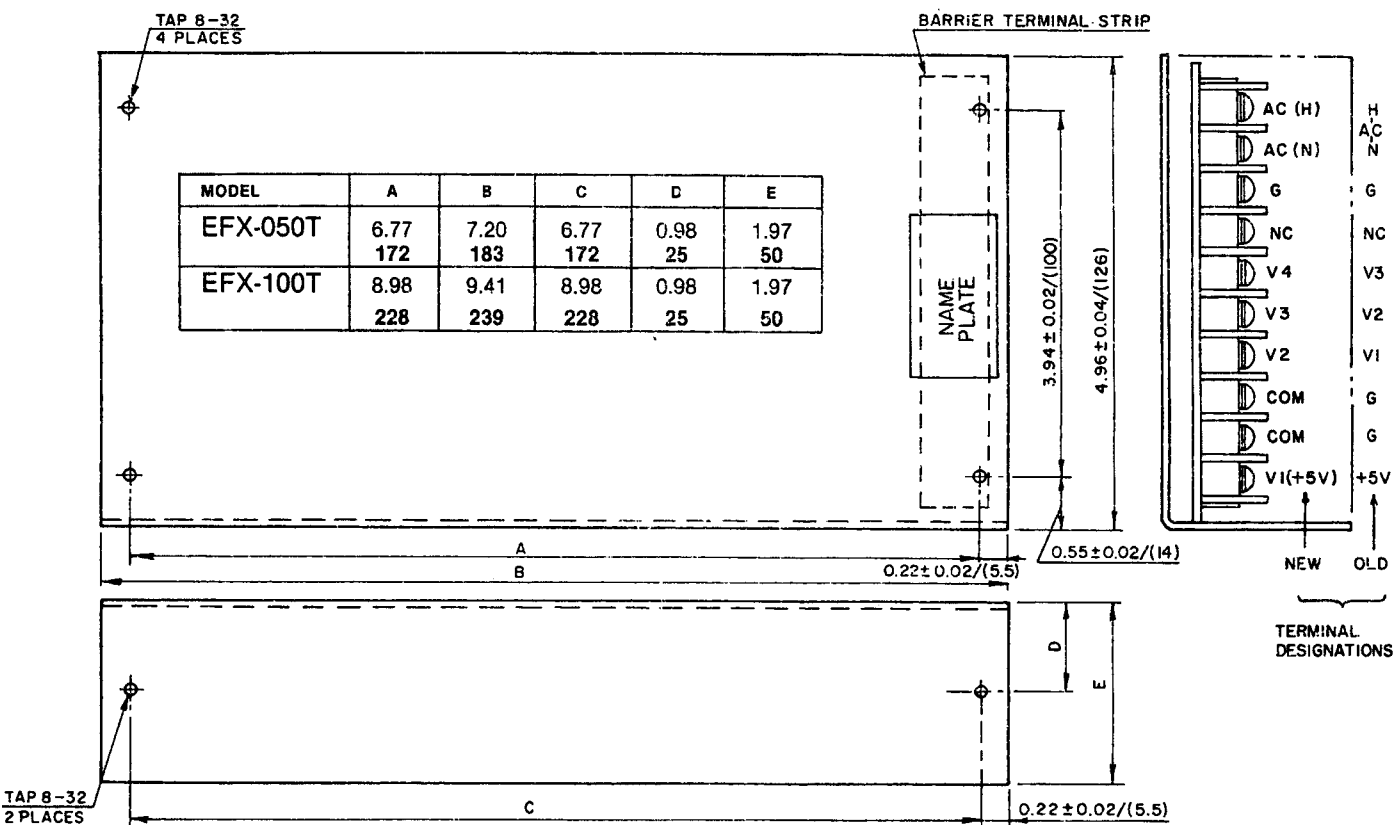 TAP 8-32
4 PLACES
BARRIER TERMINAL STRIP
MODEL A B C D E
EFX-050T 6.77 7.20 6.77 0.98 1.97
172 183 172 25 50
EFX-100T 8.98 9.41 8.98 0.98 1.97
228 239 228 25 50
NAME
PLATE
3.94±0.02/(100)
4.96±0.04/(126)
0.55±0.02/(14)
A
0.22±0.02/(5.5)
B
AC (H) H
AC
AC (N) N
G G
NC NC
V4 V3
V3 V2
V2 V1
COM G
COM G
V1(+5V) +5V
NEW OLD
TERMINAL
DESIGNATIONS
D
E
TAP 8-32
2 PLACES
C
0.22±0.02/(5.5)